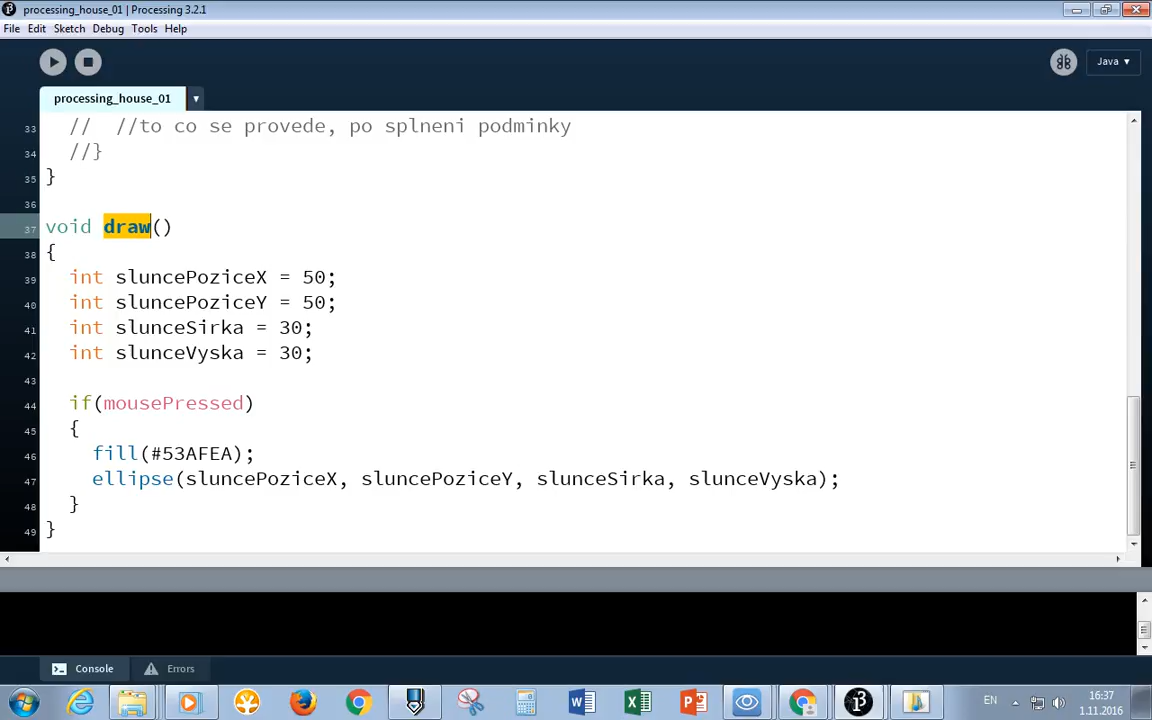 processing_house_01 | Processing 3.2.1
File Edit Sketch Debug Tools Help
Java ▾
processing_house_01
33 // //to co se provede, po splneni podminky
34 //}
35 }
36
37 void draw()
38 {
39 int sluncePoziceX = 50;
40 int sluncePoziceY = 50;
41 int slunceSirka = 30;
42 int slunceVyska = 30;
43
44 if(mousePressed)
45 {
46 fill(#53AFEA);
47 ellipse(sluncePoziceX, sluncePoziceY, slunceSirka, slunceVyska);
48 }
49 }
Console Errors
EN 16:37
1.11.2016